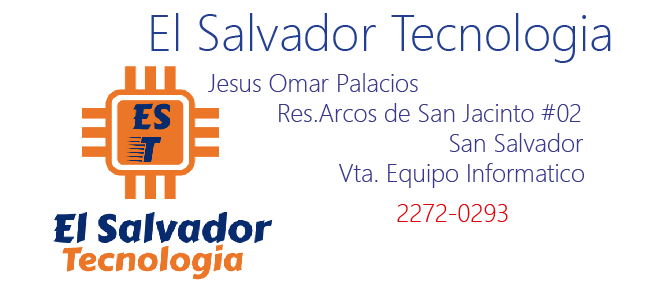 El Salvador Tecnologia
Jesus Omar Palacios
Res.Arcos de San Jacinto #02
San Salvador
Vta. Equipo Informatico
2272-0293
ES
T
El Salvador
Tecnologia